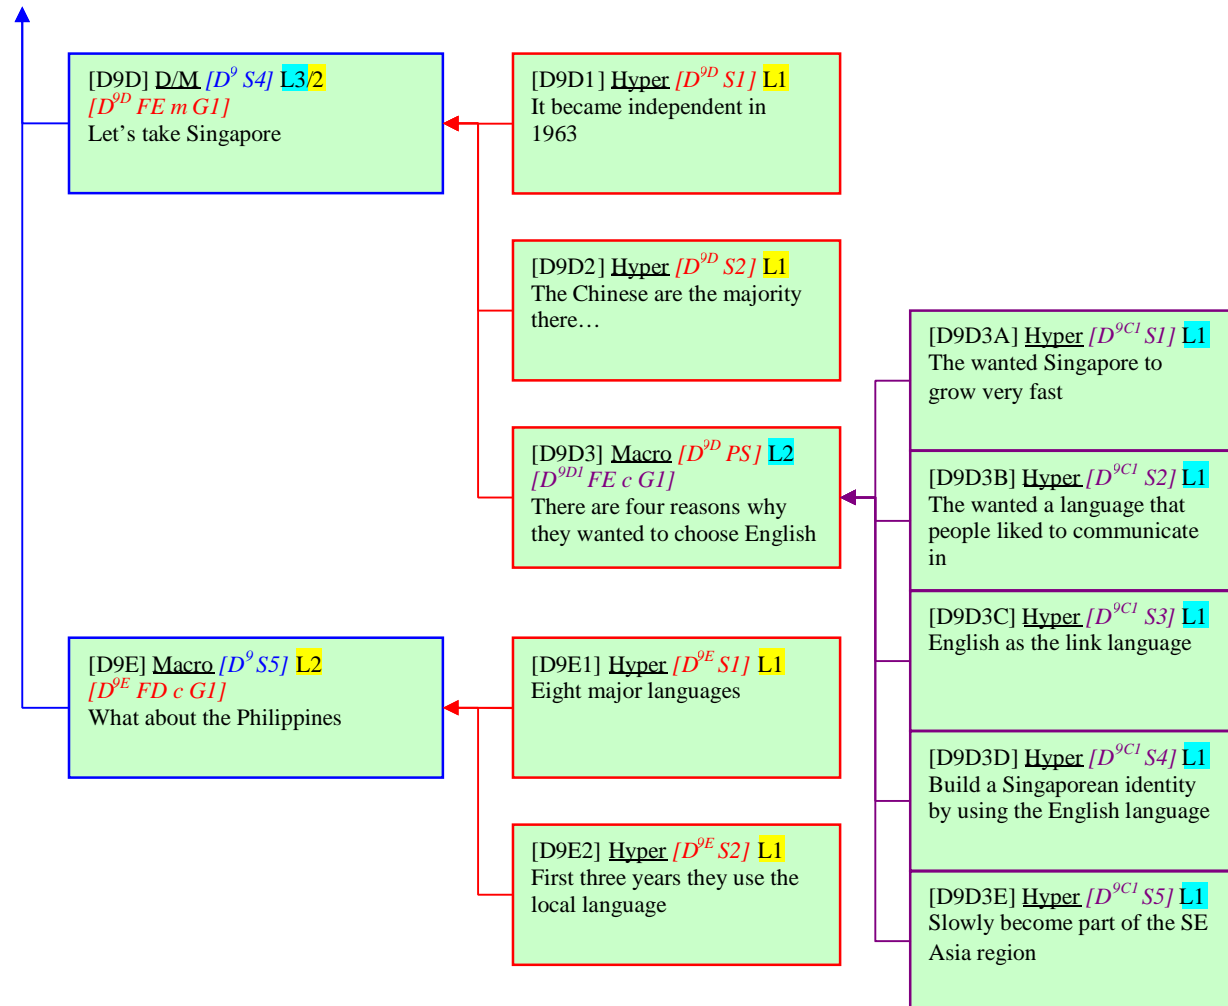 [D9D] D/M [D⁹ S4] L3/2
[D⁹ᴰ FE m G1]
Let’s take Singapore
[D9D1] Hyper [D⁹ᴰ S1] L1
It became independent in
1963
[D9D2] Hyper [D⁹ᴰ S2] L1
The Chinese are the majority
there…
[D9D3] Macro [D⁹ᴰ PS] L2
[D⁹ᴰ¹ FE c G1]
There are four reasons why
they wanted to choose English
[D9D3A] Hyper [D⁹ᶜ¹ S1] L1
The wanted Singapore to
grow very fast
[D9D3B] Hyper [D⁹ᶜ¹ S2] L1
The wanted a language that
people liked to communicate
in
[D9D3C] Hyper [D⁹ᶜ¹ S3] L1
English as the link language
[D9D3D] Hyper [D⁹ᶜ¹ S4] L1
Build a Singaporean identity
by using the English language
[D9D3E] Hyper [D⁹ᶜ¹ S5] L1
Slowly become part of the SE
Asia region
[D9E] Macro [D⁹ S5] L2
[D⁹ᴱ FD c G1]
What about the Philippines
[D9E1] Hyper [D⁹ᴱ S1] L1
Eight major languages
[D9E2] Hyper [D⁹ᴱ S2] L1
First three years they use the
local language